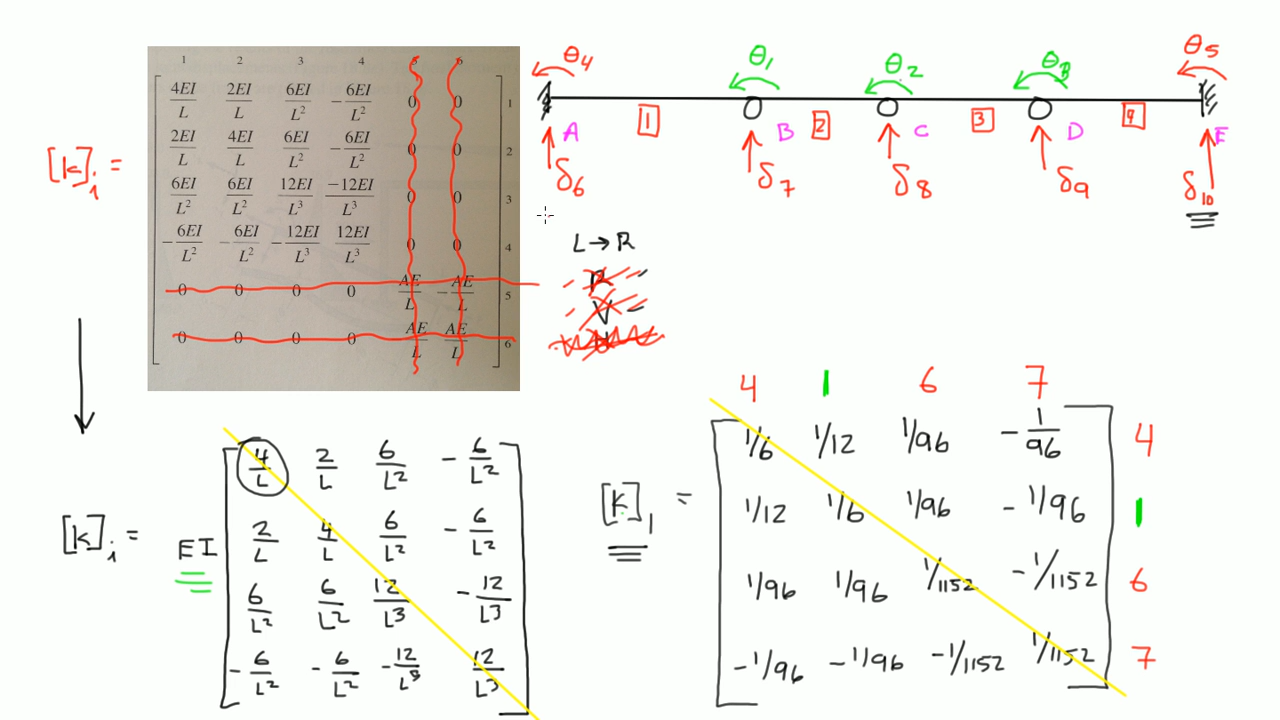 1 2 3 4 5 6
4EI/L 2EI/L 6EI/L² -6EI/L² 0 0 1
2EI/L 4EI/L 6EI/L² -6EI/L² 0 0 2
[k]i =
6EI/L² 6EI/L² 12EI/L³ -12EI/L³ 0 0 3
-6EI/L² -6EI/L² -12EI/L³ 12EI/L³ 0 0 4
0 0 0 0 AE/L -AE/L 5
0 0 0 0 AE/L AE/L 6
θ4 θ1 θ2 θ3 θ5
1 2 3 4
A B C D E
δ6 δ7 δ8 δ9 δ10
L → R
" R "
" V "
[k]i = EI
4/L 2/L 6/L² -6/L²
2/L 4/L 6/L² -6/L²
6/L² 6/L² 12/L³ -12/L³
-6/L² -6/L² -12/L³ 12/L³
4 1 6 7
[k]1 =
1/6 1/12 1/96 -1/96 4
1/12 1/6 1/96 -1/96 1
1/96 1/96 1/1152 -1/1152 6
-1/96 -1/96 -1/1152 1/1152 7